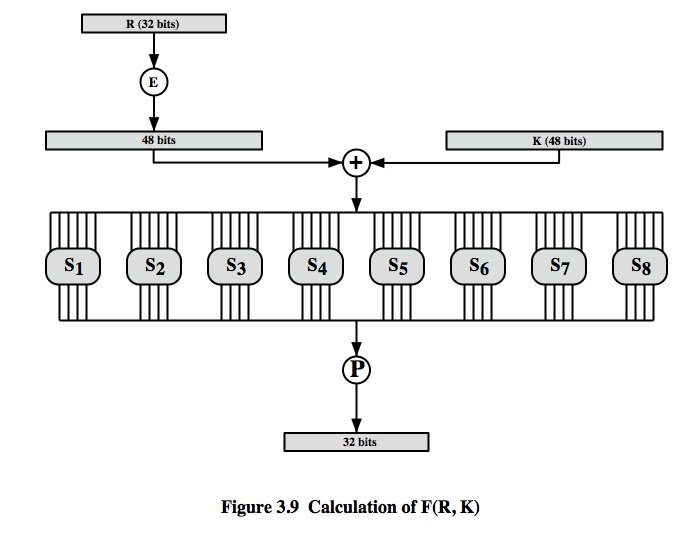 R (32 bits)
E
48 bits
K (48 bits)
+
S1 S2 S3 S4 S5 S6 S7 S8
P
32 bits
Figure 3.9 Calculation of F(R, K)